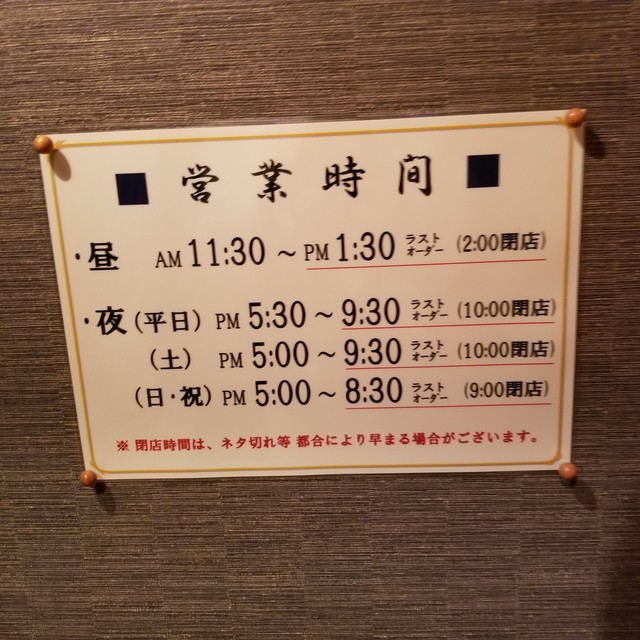 ■ 営業時間 ■
・昼 AM 11:30 ～ PM 1:30 ラストオーダー (2:00閉店)
・夜 (平日) PM 5:30 ～ 9:30 ラストオーダー (10:00閉店)
(土) PM 5:00 ～ 9:30 ラストオーダー (10:00閉店)
(日・祝) PM 5:00 ～ 8:30 ラストオーダー (9:00閉店)
※ 閉店時間は、ネタ切れ等 都合により早まる場合がございます。